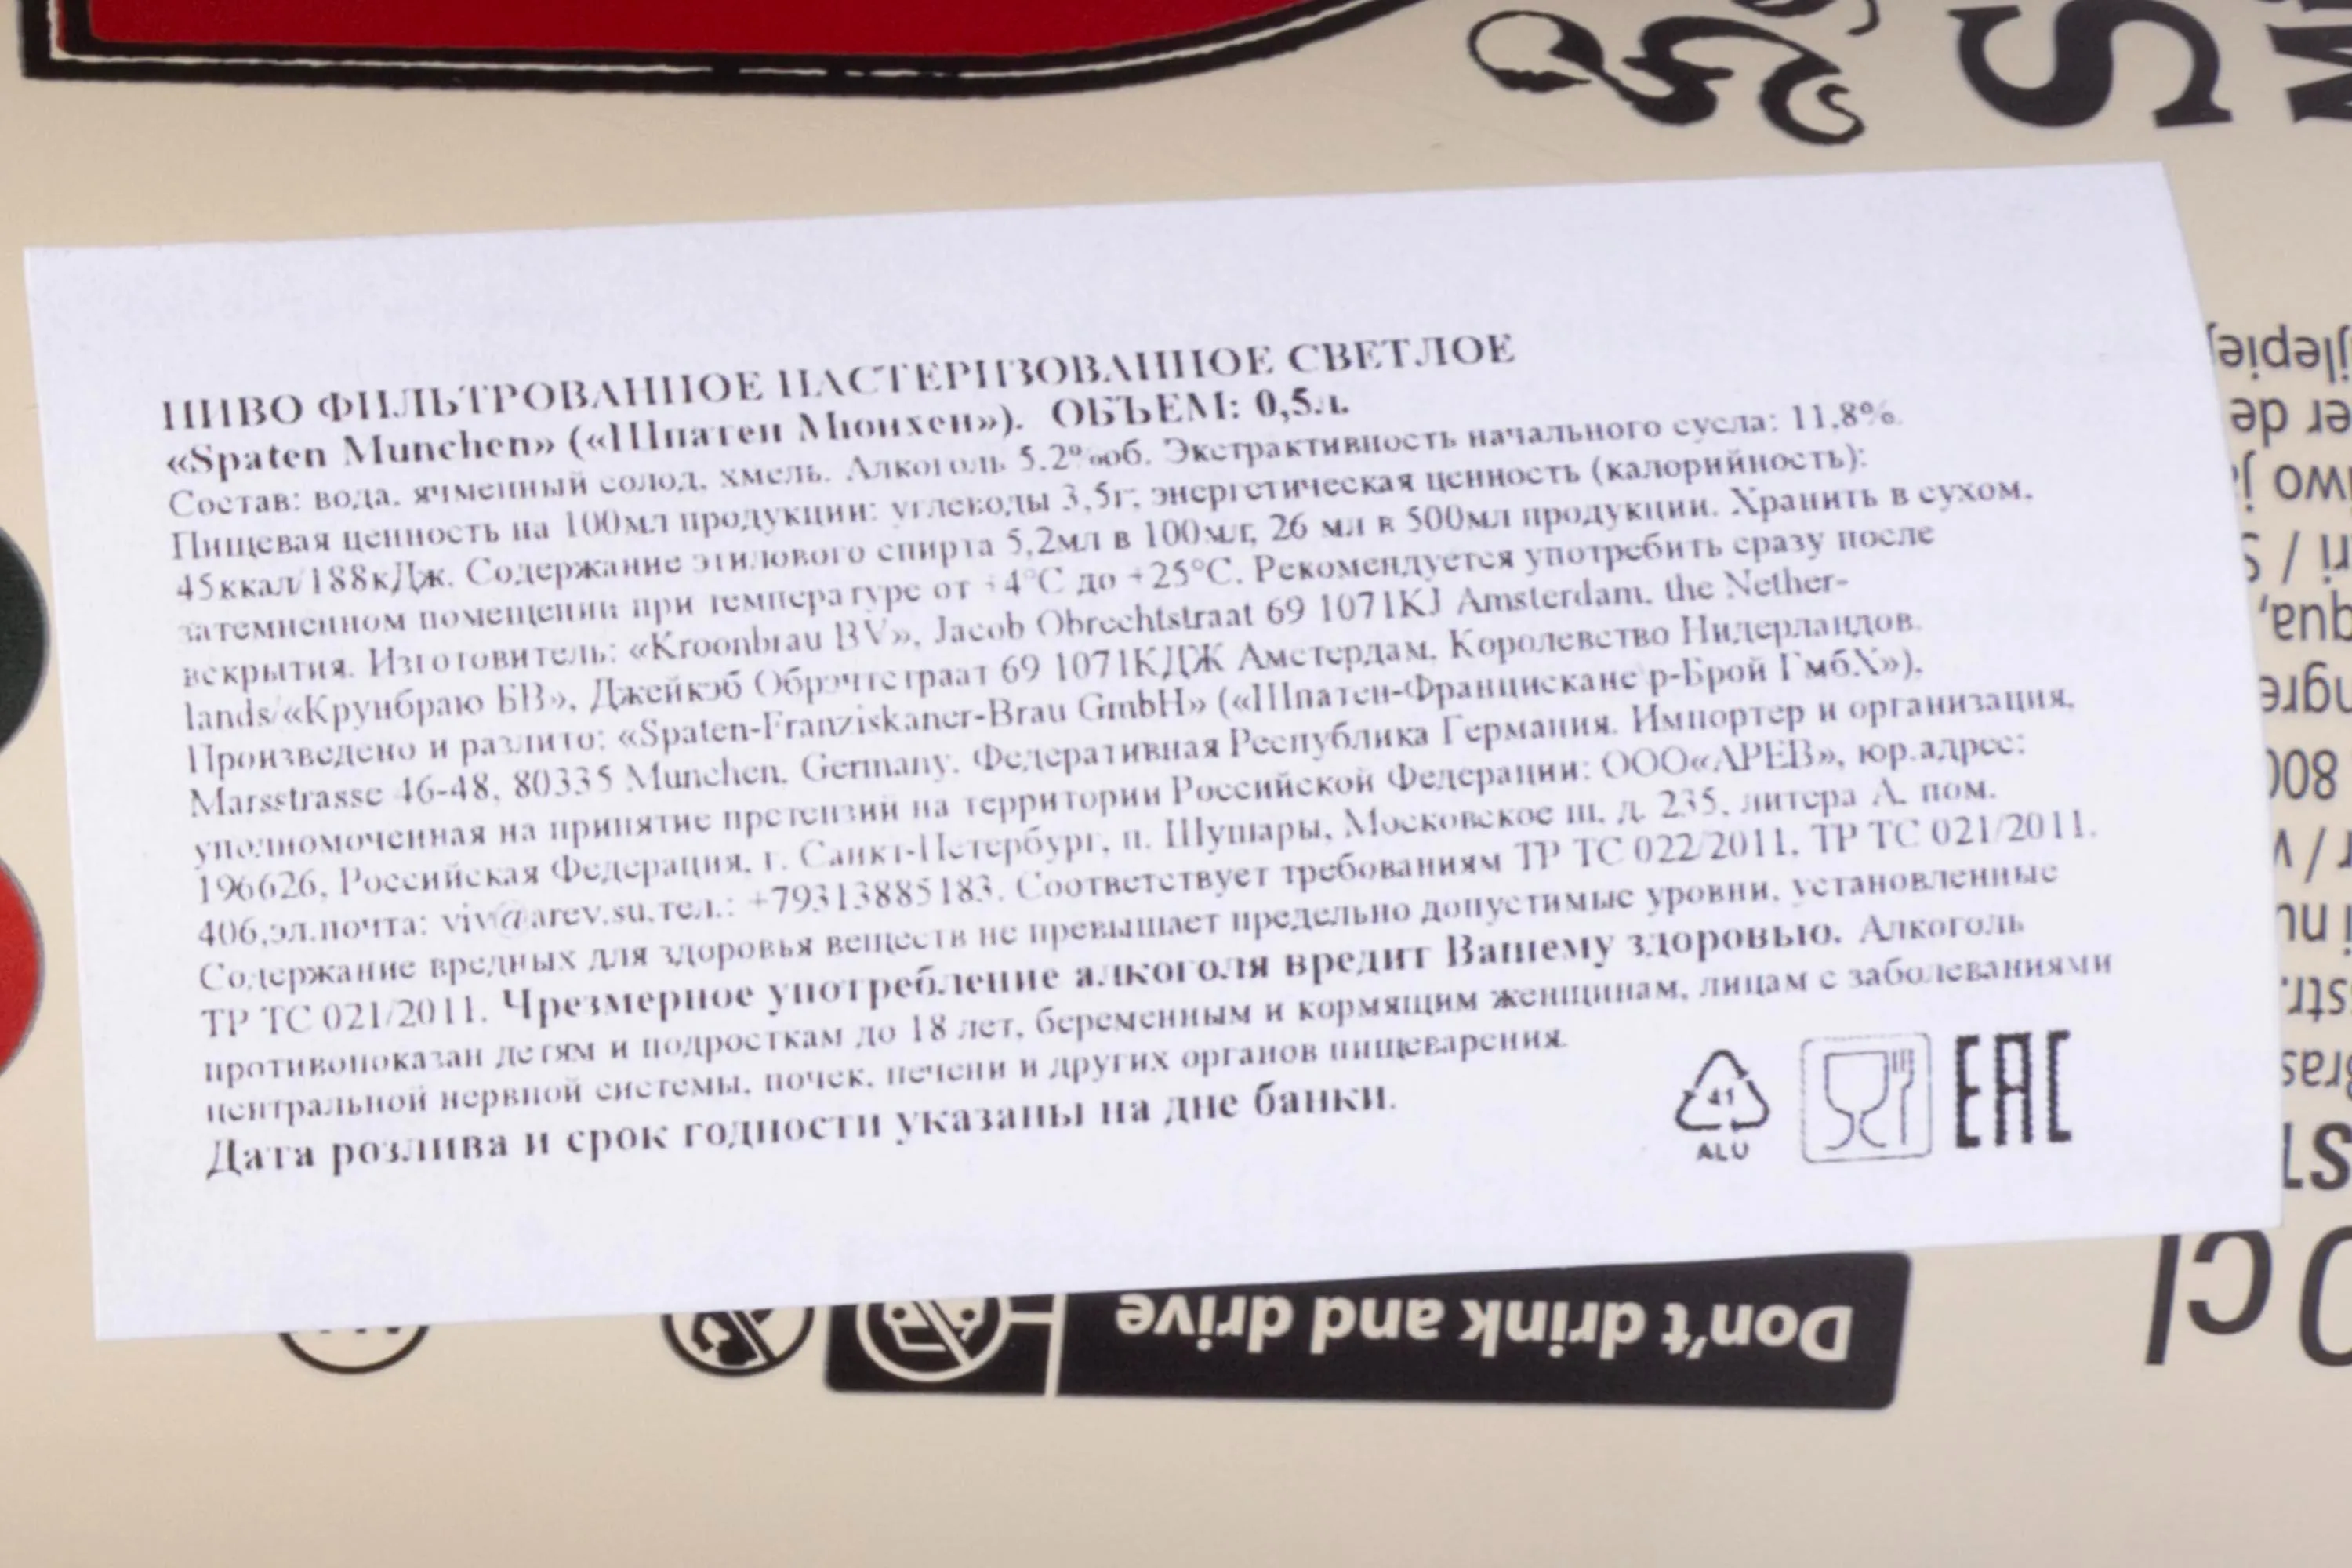 S
ПИВО ФИЛЬТРОВАННОЕ ПАСТЕРИЗОВАННОЕ СВЕТЛОЕ
«Spaten Munchen» («Шпатен Мюнхен»). ОБЪЕМ: 0,5л.
Состав: вода, ячменный солод, хмель. Алкоголь 5,2%об. Экстрактивность начального сусла: 11,8%.
Пищевая ценность на 100мл продукции: углеводы 3,5г; энергетическая ценность (калорийность):
45ккал/188кДж. Содержание этилового спирта 5,2мл в 100мл, 26 мл в 500мл продукции. Хранить в сухом,
затемненном помещении при температуре от +4°С до +25°С. Рекомендуется употребить сразу после
вскрытия. Изготовитель: «Kroonbrau BV», Jacob Obrechtstraat 69 1071KJ Amsterdam, the Nether-
lands/«Крунбраю БВ», Джейкэб Обрэчтстраат 69 1071КДЖ Амстердам, Королевство Нидерландов.
Произведено и разлито: «Spaten-Franziskaner-Brau GmbH» («Шпатен-Францискане р-Брой ГмбХ»),
Marsstrasse 46-48, 80335 Munchen, Germany, Федеративная Республика Германия. Импортер и организация,
уполномоченная на принятие претензий на территории Российской Федерации: ООО«АРЕВ», юр.адрес:
196626, Российская Федерация, г. Санкт-Петербург, п. Шушары, Московское ш, д. 235, литера А, пом.
406,эл.почта: viv@arev.su,тел.: +79313885183. Соответствует требованиям ТР ТС 022/2011, ТР ТС 021/2011.
Содержание вредных для здоровья веществ не превышает предельно допустимые уровни, установленные
ТР ТС 021/2011. Чрезмерное употребление алкоголя вредит Вашему здоровью. Алкоголь
противопоказан детям и подросткам до 18 лет, беременным и кормящим женщинам, лицам с заболеваниями
центральной нервной системы, почек, печени и других органов пищеварения.
Дата розлива и срок годности указаны на дне банки.
41
ALU
EAC
Don't drink and drive